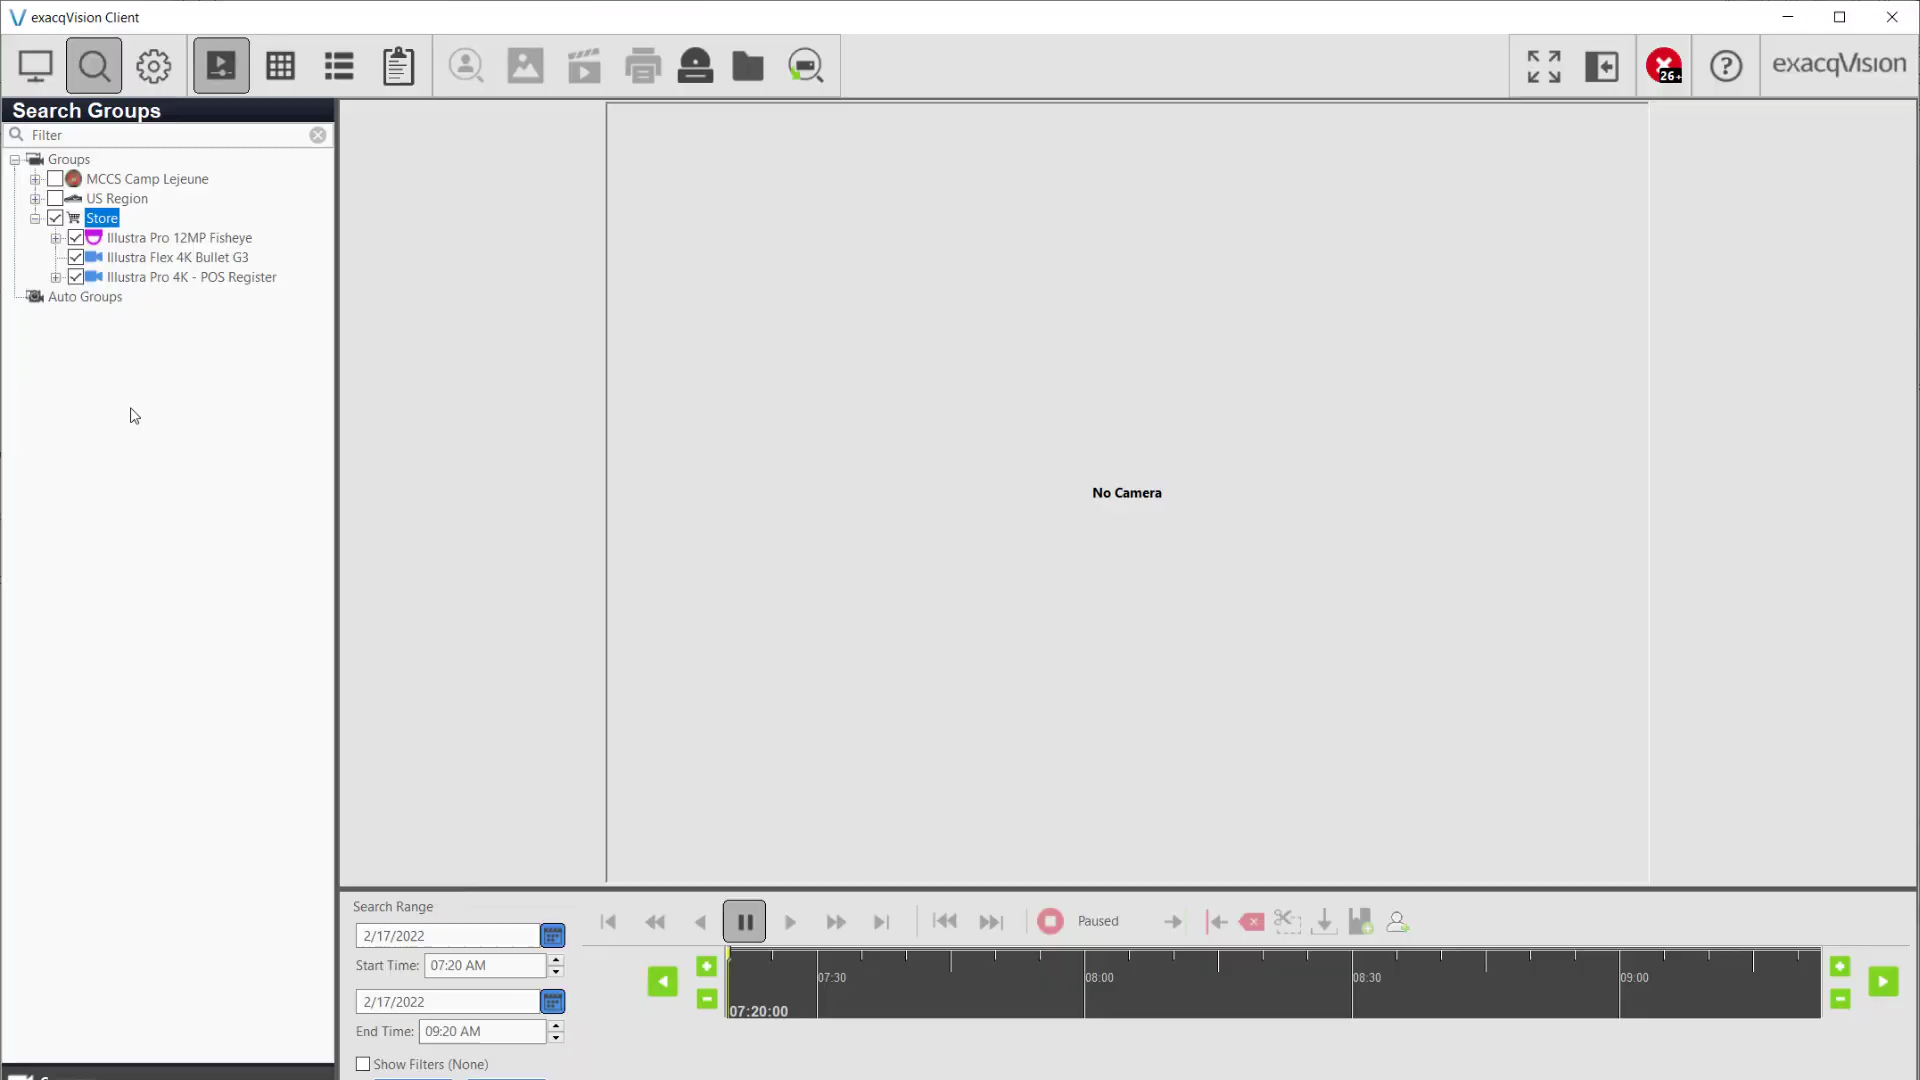 exacqVision Client
26+
exacqVision
Search Groups
Filter
Groups
MCCS Camp Lejeune
US Region
Store
Illustra Pro 12MP Fisheye
Illustra Flex 4K Bullet G3
Illustra Pro 4K - POS Register
Auto Groups
No Camera
Search Range
2/17/2022
Start Time: 07:20 AM
2/17/2022
End Time: 09:20 AM
Show Filters (None)
Paused
07:30
08:00
08:30
09:00
07:20:00